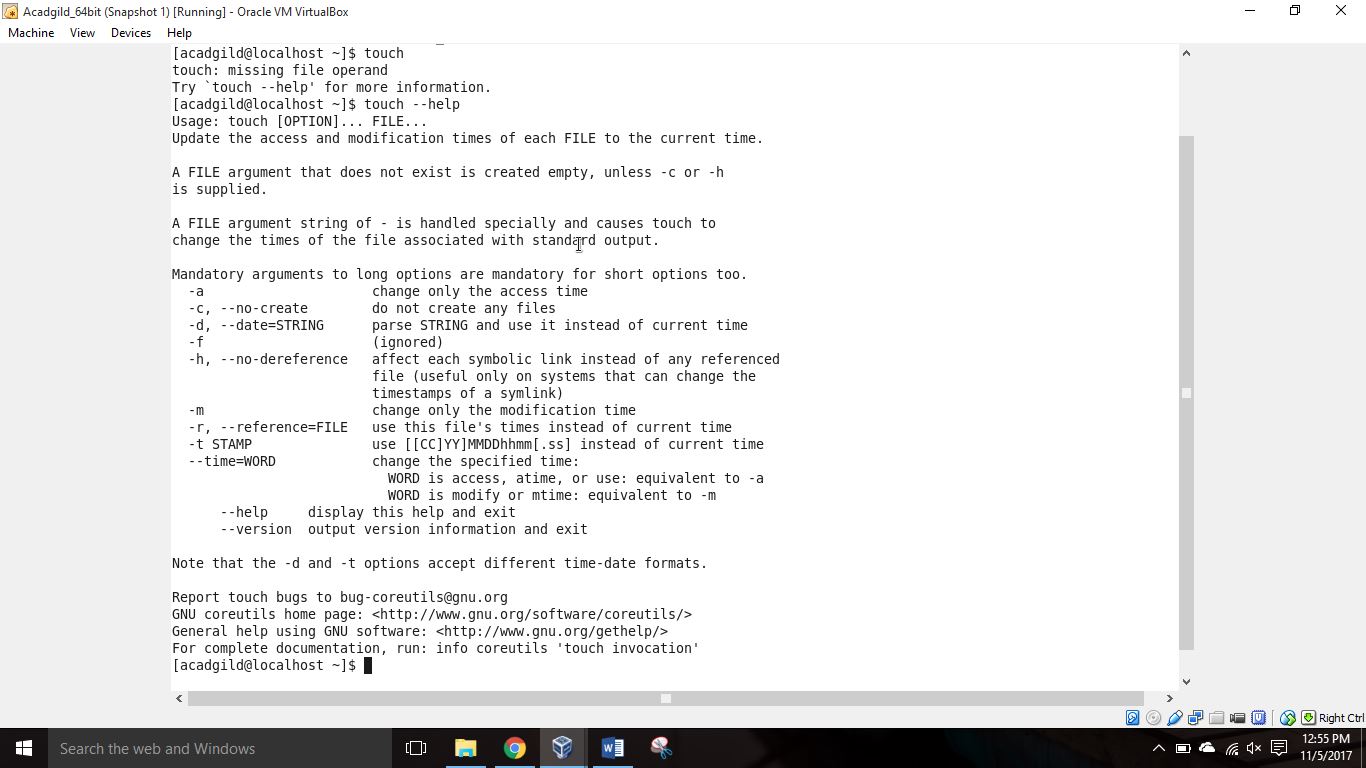 Acadgild_64bit (Snapshot 1) [Running] - Oracle VM VirtualBox
Machine View Devices Help
[acadgild@localhost ~]$ touch
touch: missing file operand
Try `touch --help' for more information.
[acadgild@localhost ~]$ touch --help
Usage: touch [OPTION]... FILE...
Update the access and modification times of each FILE to the current time.

A FILE argument that does not exist is created empty, unless -c or -h
is supplied.

A FILE argument string of - is handled specially and causes touch to
change the times of the file associated with standard output.

Mandatory arguments to long options are mandatory for short options too.
  -a                     change only the access time
  -c, --no-create        do not create any files
  -d, --date=STRING      parse STRING and use it instead of current time
  -f                     (ignored)
  -h, --no-dereference   affect each symbolic link instead of any referenced
                         file (useful only on systems that can change the
                         timestamps of a symlink)
  -m                     change only the modification time
  -r, --reference=FILE   use this file's times instead of current time
  -t STAMP               use [[CC]YY]MMDDhhmm[.ss] instead of current time
  --time=WORD            change the specified time:
                           WORD is access, atime, or use: equivalent to -a
                           WORD is modify or mtime: equivalent to -m
      --help     display this help and exit
      --version  output version information and exit

Note that the -d and -t options accept different time-date formats.

Report touch bugs to bug-coreutils@gnu.org
GNU coreutils home page: <http://www.gnu.org/software/coreutils/>
General help using GNU software: <http://www.gnu.org/gethelp/>
For complete documentation, run: info coreutils 'touch invocation'
[acadgild@localhost ~]$
Right Ctrl
Search the web and Windows
12:55 PM
11/5/2017